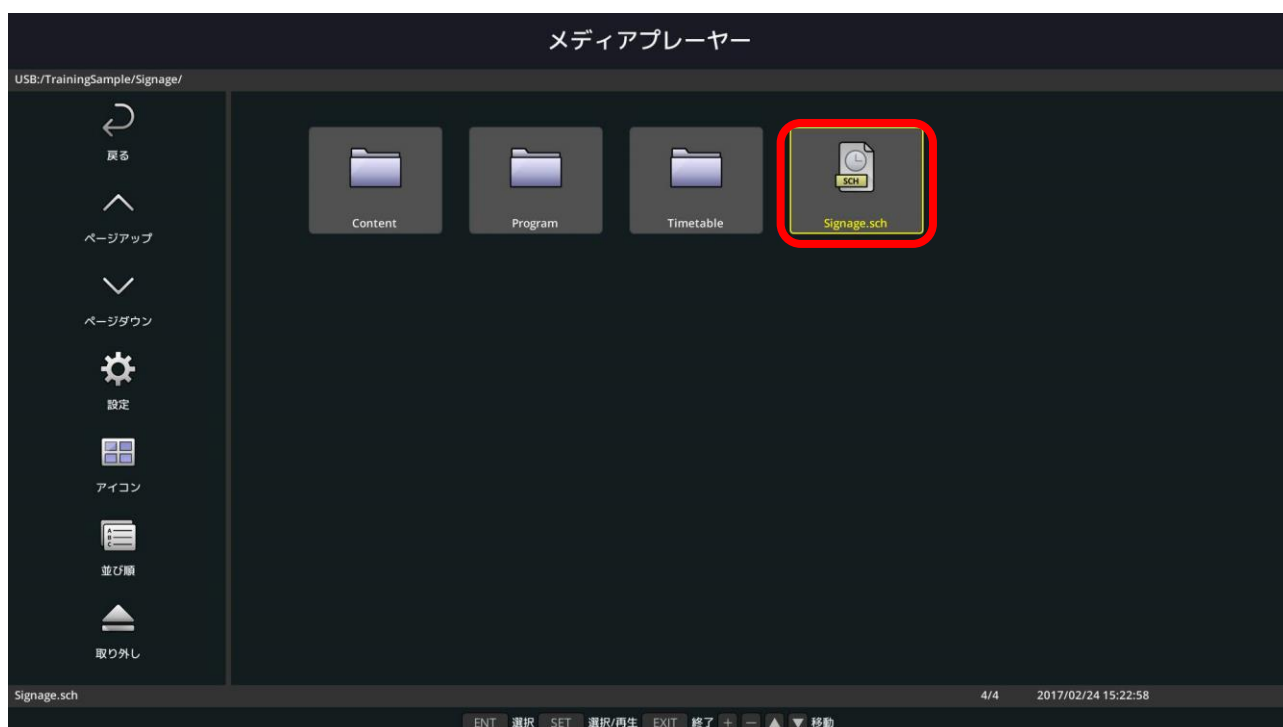 メディアプレーヤー
USB:/TrainingSample/Signage/
戻る
ページアップ
ページダウン
設定
アイコン
A
B
C
並び順
取り外し
Content
Program
Timetable
SCH
Signage.sch
Signage.sch 4/4 2017/02/24 15:22:58
ENT 選択 SET 選択/再生 EXIT 終了 + − ▲ ▼ 移動